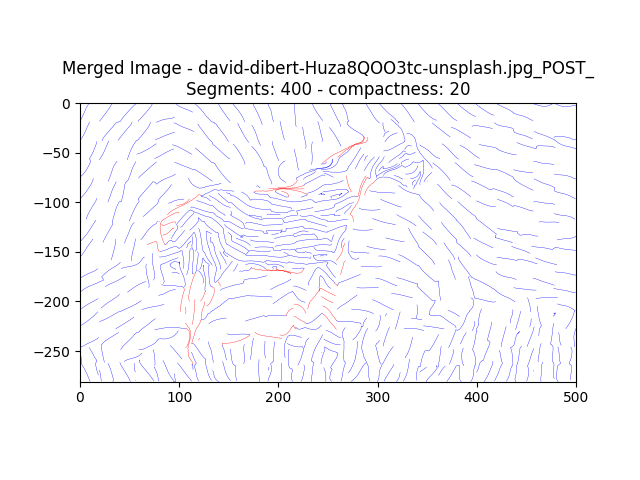 Merged Image - david-dibert-Huza8QOO3tc-unsplash.jpg_POST_
Segments: 400 - compactness: 20
0
−50
−100
−150
−200
−250
0 100 200 300 400 500